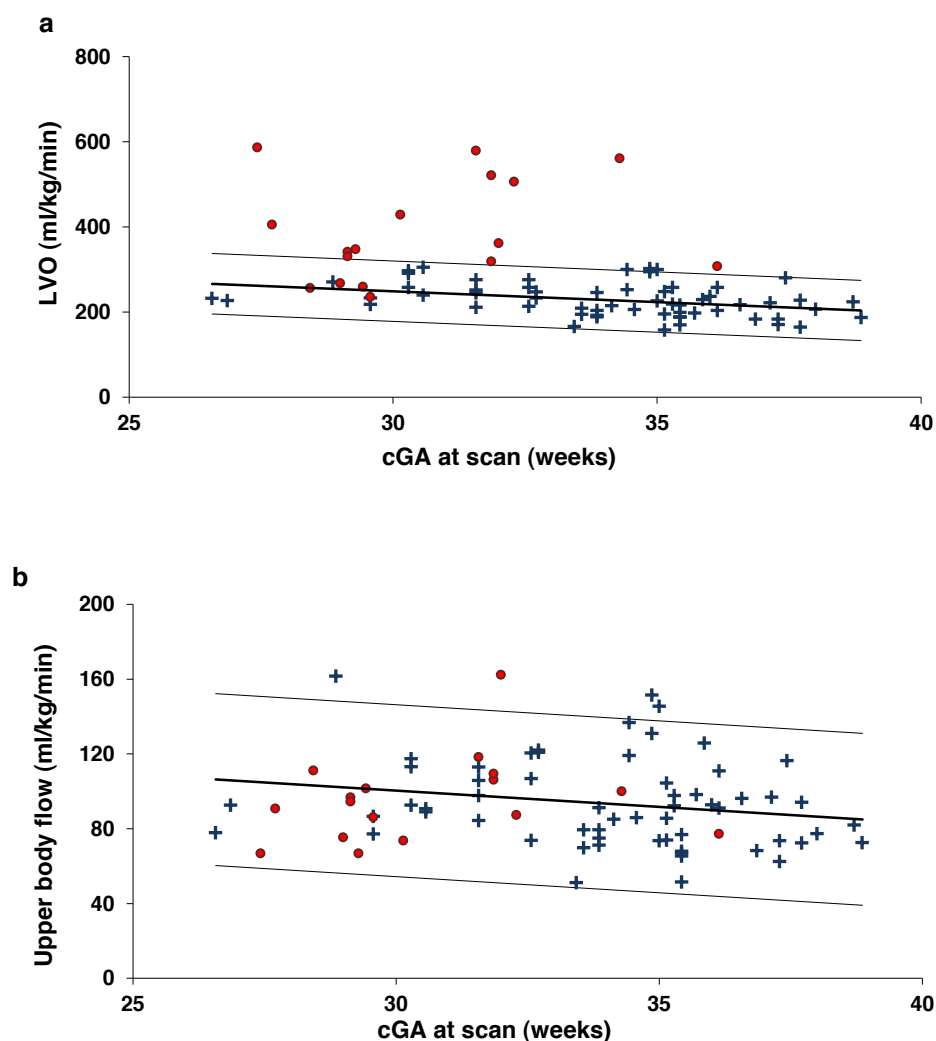 a
800
600
400
200
0
LVO (ml/kg/min)
25 30 35 40
cGA at scan (weeks)
b
200
160
120
80
40
0
Upper body flow (ml/kg/min)
25 30 35 40
cGA at scan (weeks)